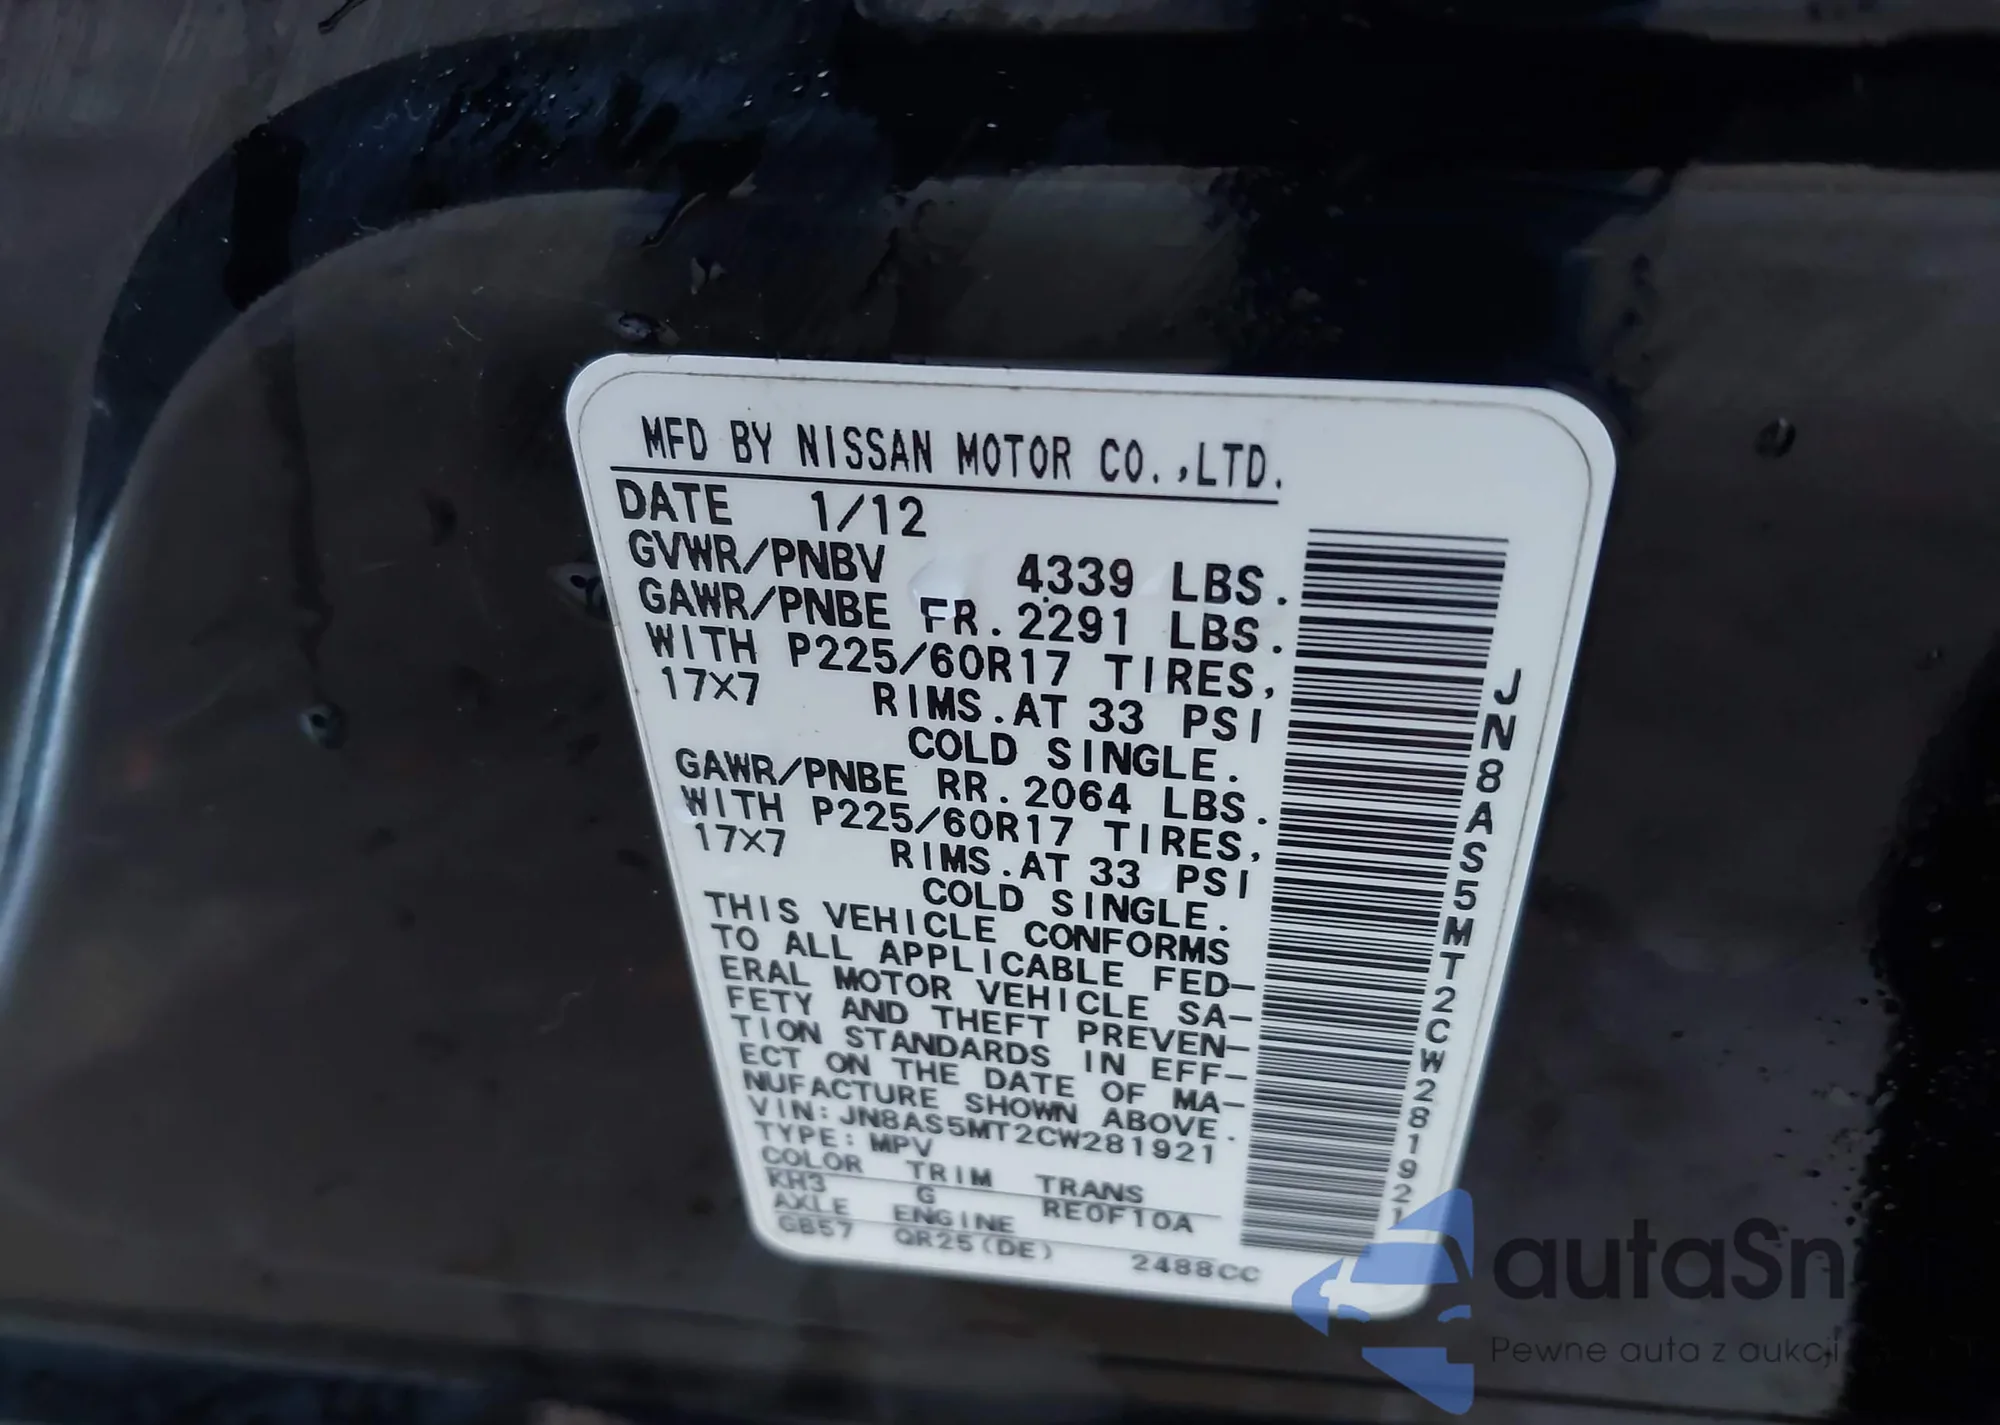 MFD BY NISSAN MOTOR CO.,LTD.
DATE 1/12
GVWR/PNBV 4339 LBS.
GAWR/PNBE FR.2291 LBS.
WITH P225/60R17 TIRES,
17X7 RIMS.AT 33 PSI
COLD SINGLE.
GAWR/PNBE RR.2064 LBS.
WITH P225/60R17 TIRES,
17X7 RIMS.AT 33 PSI
COLD SINGLE.
THIS VEHICLE CONFORMS
TO ALL APPLICABLE FED-
ERAL MOTOR VEHICLE SA-
FETY AND THEFT PREVEN-
TION STANDARDS IN EFF-
ECT ON THE DATE OF MA-
NUFACTURE SHOWN ABOVE.
VIN:JN8AS5MT2CW281921
TYPE:MPV
COLOR TRIM TRANS
KH3 G RE0F10A
AXLE ENGINE
GB57 QR25(DE) 2488CC
JN8AS5MT2CW281921
autaSn
Pewne auta z aukcji